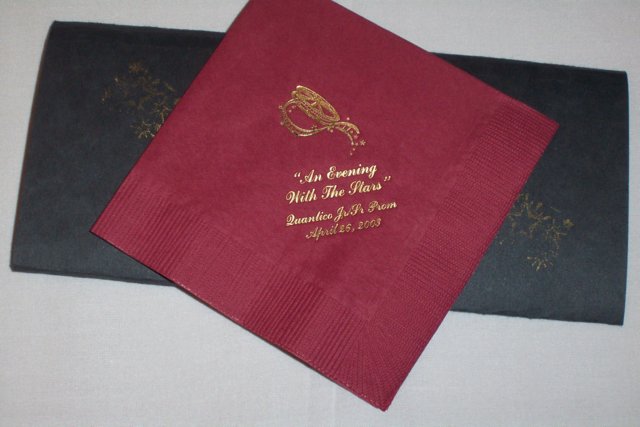 "An Evening
With The Stars"
Quantico Jr/Sr Prom
April 26, 2003